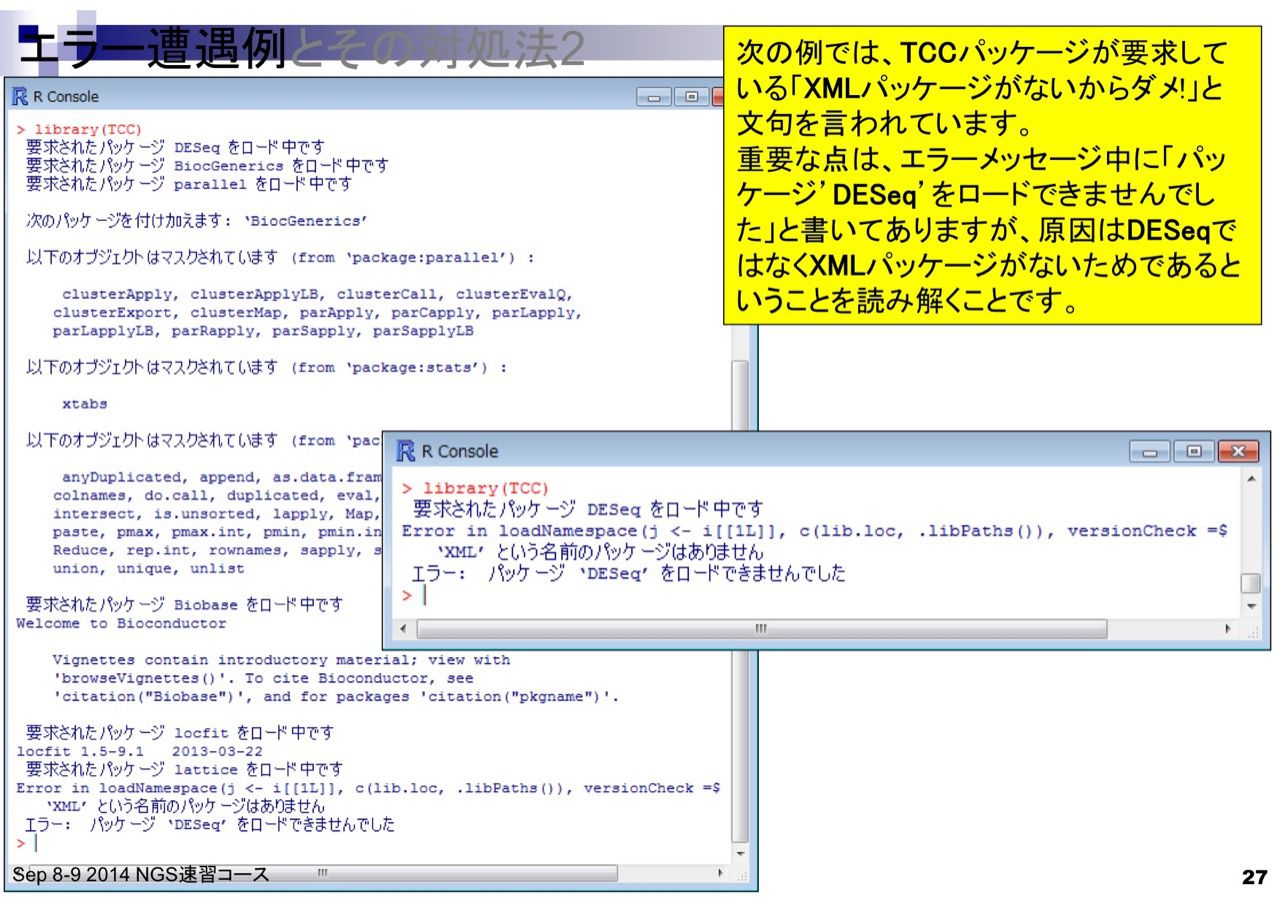 エラー遭遇例とその対処法2
次の例では、TCCパッケージが要求して
いる「XMLパッケージがないからダメ!」と
文句を言われています。
重要な点は、エラーメッセージ中に「パッ
ケージ’DESeq’をロードできませんでし
た」と書いてありますが、原因はDESeqで
はなくXMLパッケージがないためであると
いうことを読み解くことです。
R Console
> library(TCC)
要求されたパッケージ DESeq をロード中です
要求されたパッケージ BiocGenerics をロード中です
要求されたパッケージ parallel をロード中です
次のパッケージを付け加えます: ‘BiocGenerics’
以下のオブジェクトはマスクされています (from ‘package:parallel’) :
clusterApply, clusterApplyLB, clusterCall, clusterEvalQ,
clusterExport, clusterMap, parApply, parCapply, parLapply,
parLapplyLB, parRapply, parSapply, parSapplyLB
以下のオブジェクトはマスクされています (from ‘package:stats’) :
xtabs
以下のオブジェクトはマスクされています (from ‘pac
anyDuplicated, append, as.data.fram
colnames, do.call, duplicated, eval,
intersect, is.unsorted, lapply, Map,
paste, pmax, pmax.int, pmin, pmin.in
Reduce, rep.int, rownames, sapply, s
union, unique, unlist
要求されたパッケージ Biobase をロード中です
Welcome to Bioconductor
Vignettes contain introductory material; view with
'browseVignettes()'. To cite Bioconductor, see
'citation("Biobase")', and for packages 'citation("pkgname")'.
要求されたパッケージ locfit をロード中です
locfit 1.5-9.1 2013-03-22
要求されたパッケージ lattice をロード中です
Error in loadNamespace(j <- i[[1L]], c(lib.loc, .libPaths()), versionCheck =$
‘XML’ という名前のパッケージはありません
エラー: パッケージ ‘DESeq’ をロードできませんでした
>
R Console
> library(TCC)
要求されたパッケージ DESeq をロード中です
Error in loadNamespace(j <- i[[1L]], c(lib.loc, .libPaths()), versionCheck =$
‘XML’ という名前のパッケージはありません
エラー: パッケージ ‘DESeq’ をロードできませんでした
>
Sep 8-9 2014 NGS速習コース
27